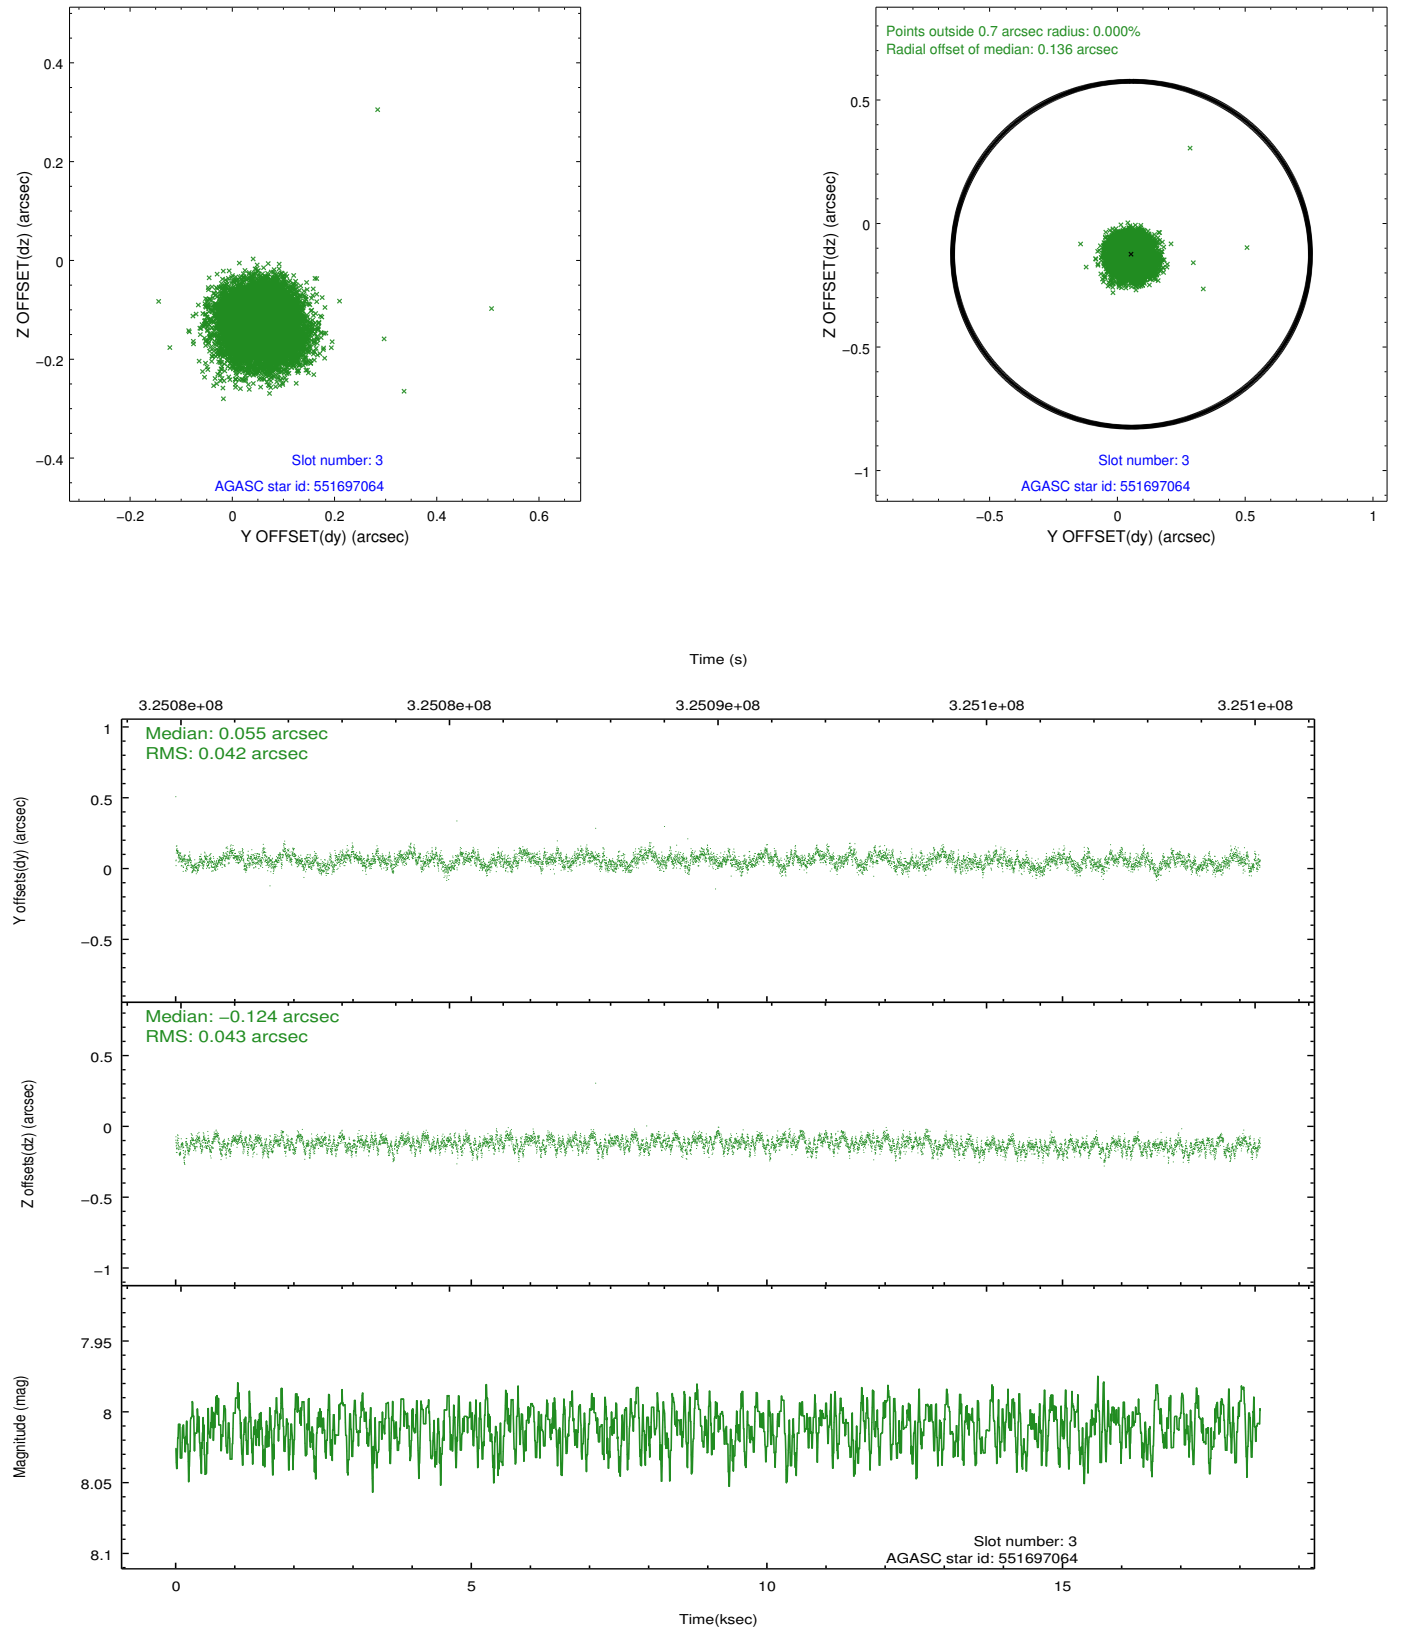 0.4
0.2
0
−0.2
−0.4
Z OFFSET(dz) (arcsec)
Slot number: 3
AGASC star id: 551697064
−0.2 0 0.2 0.4 0.6
Y OFFSET(dy) (arcsec)
Points outside 0.7 arcsec radius: 0.000%
Radial offset of median: 0.136 arcsec
0.5
0
−0.5
−1
Z OFFSET(dz) (arcsec)
Slot number: 3
AGASC star id: 551697064
−0.5 0 0.5 1
Y OFFSET(dy) (arcsec)
Time (s)
3.2508e+08 3.2508e+08 3.2509e+08 3.251e+08 3.251e+08
Median: 0.055 arcsec
RMS: 0.042 arcsec
1
0.5
0
−0.5
Y offsets(dy) (arcsec)
Median: −0.124 arcsec
RMS: 0.043 arcsec
0.5
0
−0.5
−1
Z offsets(dz) (arcsec)
7.95
8
8.05
8.1
Magnitude (mag)
Slot number: 3
AGASC star id: 551697064
0 5 10 15
Time(ksec)